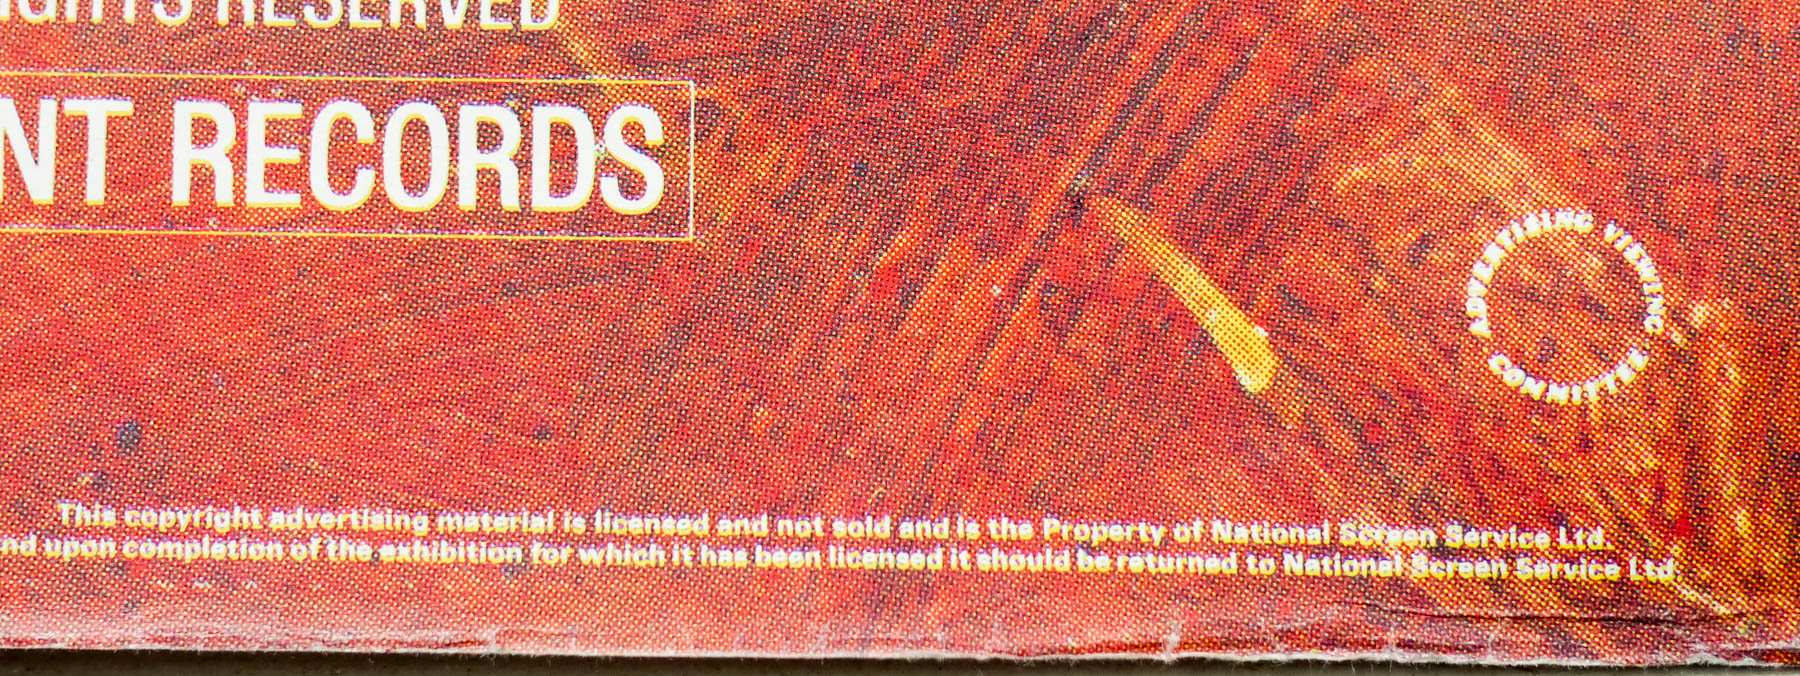 IGHTS RESERVED
NT RECORDS
ADVERTISING VIEWING COMMITTEE
This copyright advertising material is licensed and not sold and is the Property of National Screen Service Ltd.
nd upon completion of the exhibition for which it has been licensed it should be returned to National Screen Service Ltd.